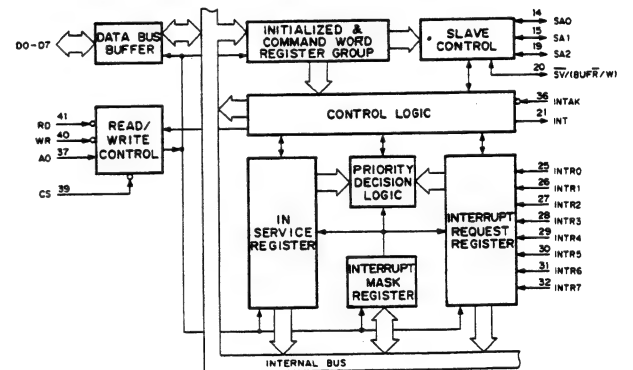 DO-D7
DATA BUS
BUFFER
INITIALIZED &
COMMAND WORD
REGISTER GROUP
SLAVE
CONTROL
14 SA0
15 SA1
19 SA2
20 SV/(BUFR/W)
READ/
WRITE
CONTROL
RD 41
WR 40
AO 37
CS 39
CONTROL LOGIC
36 INTAK
21 INT
IN
SERVICE
REGISTER
PRIORITY
DECISION
LOGIC
INTERRUPT
REQUEST
REGISTER
INTERRUPT
MASK
REGISTER
25 INTR0
26 INTR1
27 INTR2
28 INTR3
29 INTR4
30 INTR5
31 INTR6
32 INTR7
INTERNAL BUS